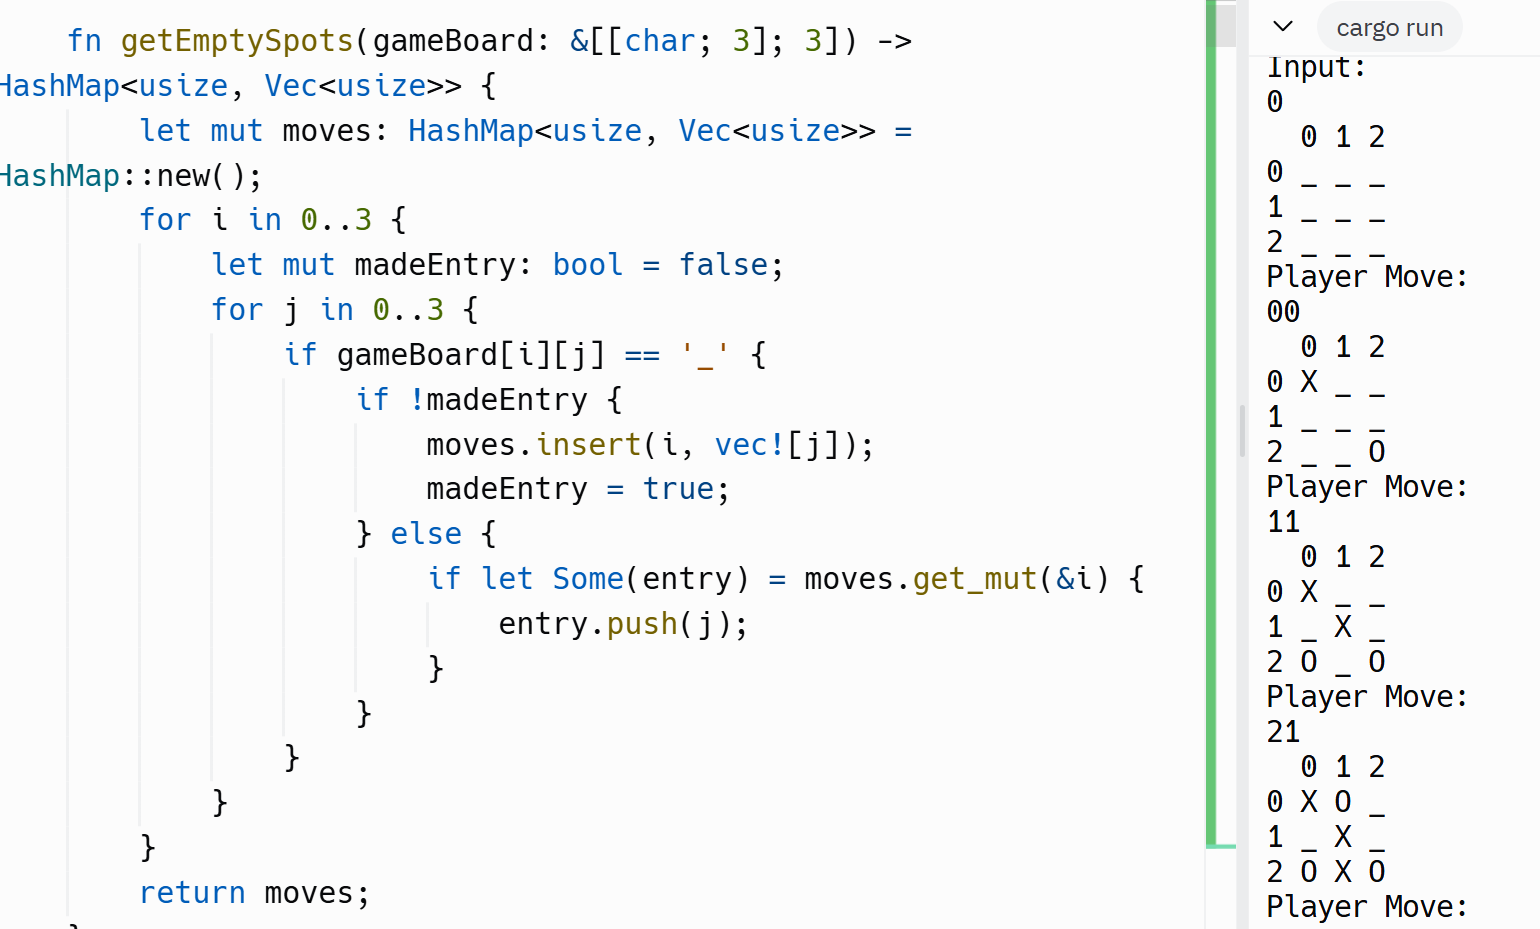 fn getEmptySpots(gameBoard: &[[char; 3]; 3]) ->
HashMap<usize, Vec<usize>> {
let mut moves: HashMap<usize, Vec<usize>> =
HashMap::new();
for i in 0..3 {
let mut madeEntry: bool = false;
for j in 0..3 {
if gameBoard[i][j] == '_' {
if !madeEntry {
moves.insert(i, vec![j]);
madeEntry = true;
} else {
if let Some(entry) = moves.get_mut(&i) {
entry.push(j);
}
}
}
}
}
return moves;
}
cargo run
Input:
0
0 1 2
0 _ _ _
1 _ _ _
2 _ _ _
Player Move:
00
0 1 2
0 X _ _
1 _ _ _
2 _ _ O
Player Move:
11
0 1 2
0 X _ _
1 _ X _
2 O _ O
Player Move:
21
0 1 2
0 X O _
1 _ X _
2 O X O
Player Move: